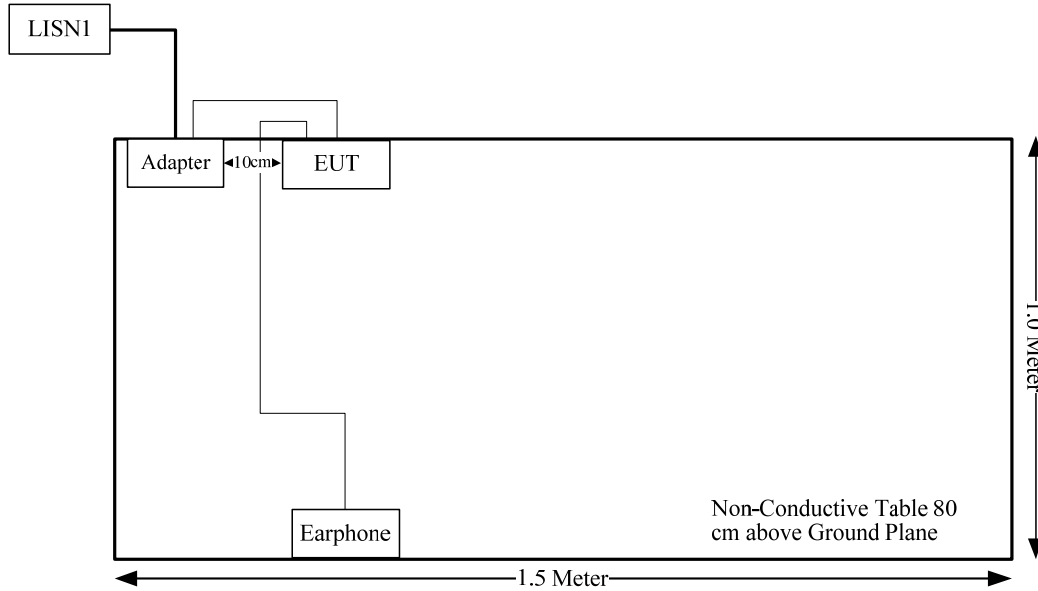 LISN1
Adapter
10cm
EUT
1.0 Meter
Earphone
Non-Conductive Table 80
cm above Ground Plane
1.5 Meter